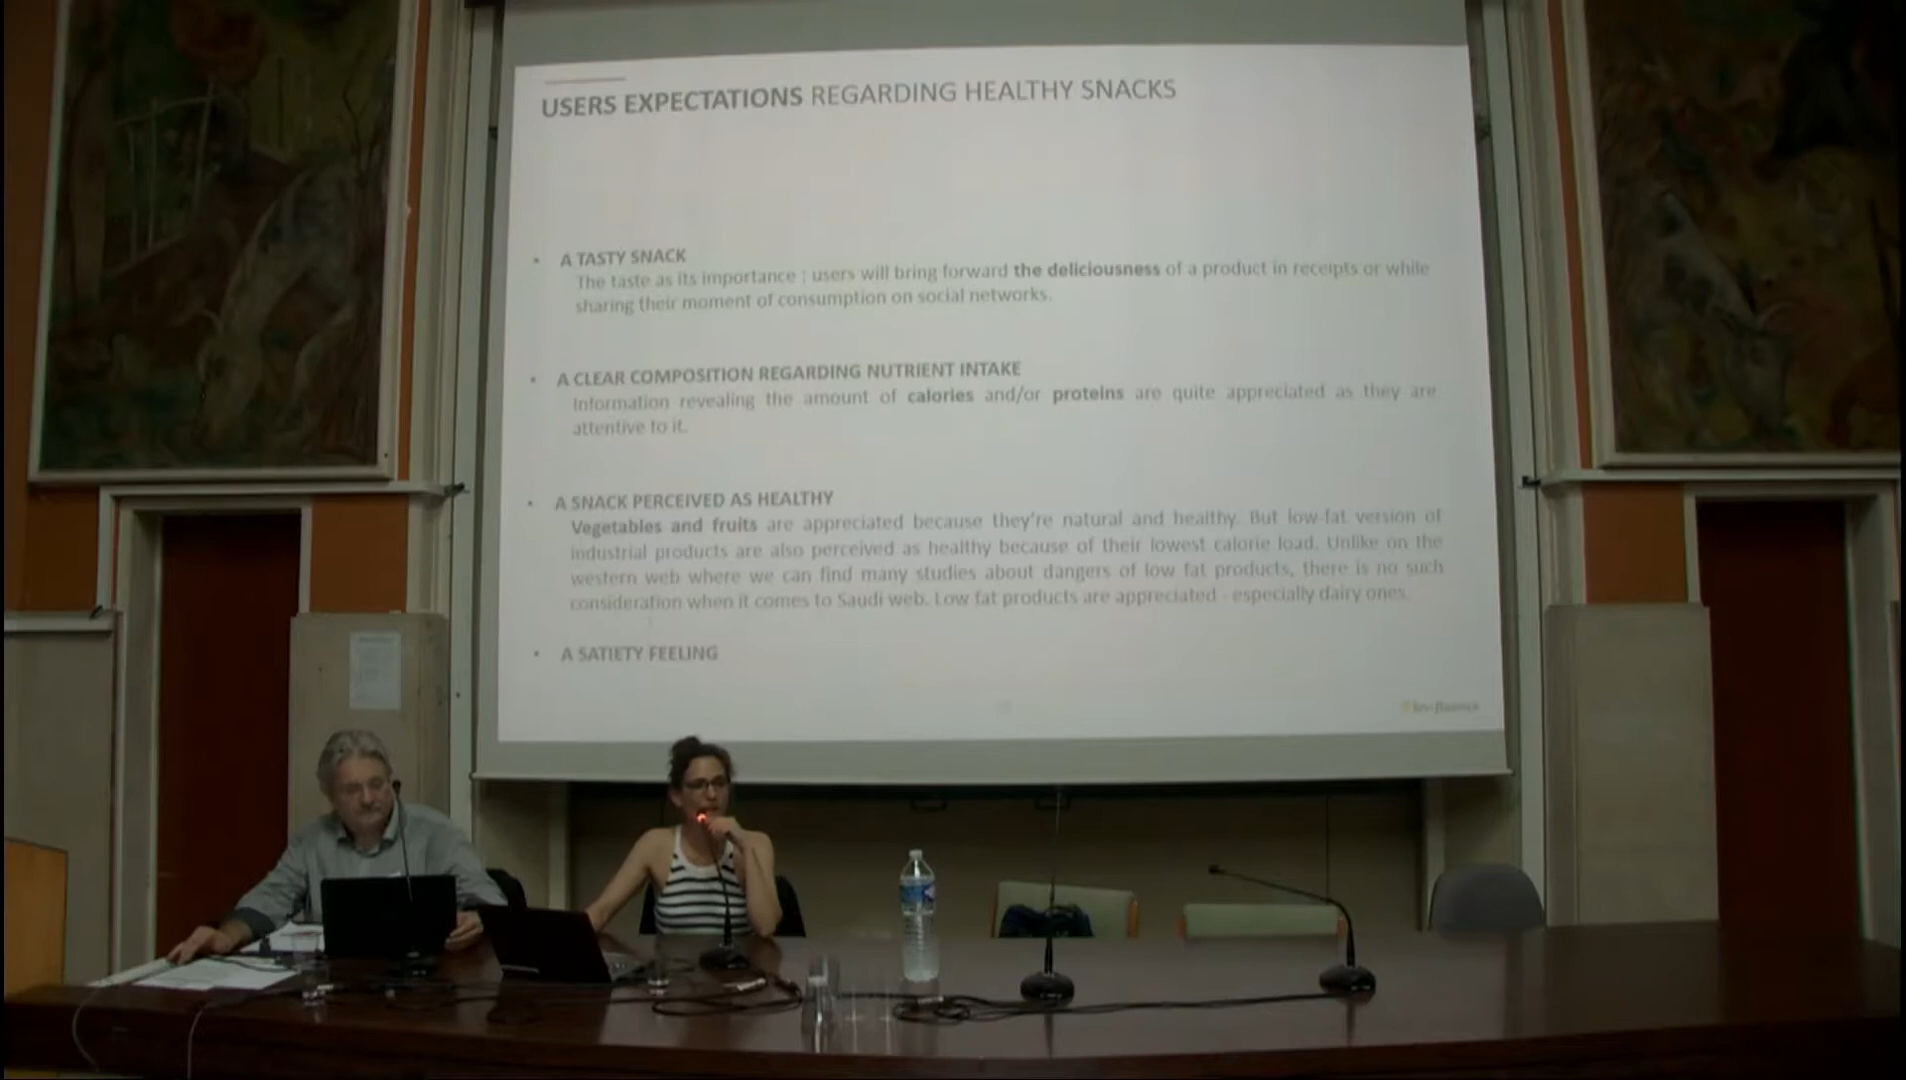 USERS EXPECTATIONS REGARDING HEALTHY SNACKS
• A TASTY SNACK
The taste as its importance ; users will bring forward the deliciousness of a product in receipts or while
sharing their moment of consumption on social networks.
• A CLEAR COMPOSITION REGARDING NUTRIENT INTAKE
Information revealing the amount of calories and/or proteins are quite appreciated as they are
attentive to it.
• A SNACK PERCEIVED AS HEALTHY
Vegetables and fruits are appreciated because they're natural and healthy. But low-fat version of
industrial products are also perceived as healthy because of their lowest calorie load. Unlike on the
western web where we can find many studies about dangers of low fat products, there is no such
consideration when it comes to Saudi web. Low fat products are appreciated - especially dairy ones.
• A SATIETY FEELING